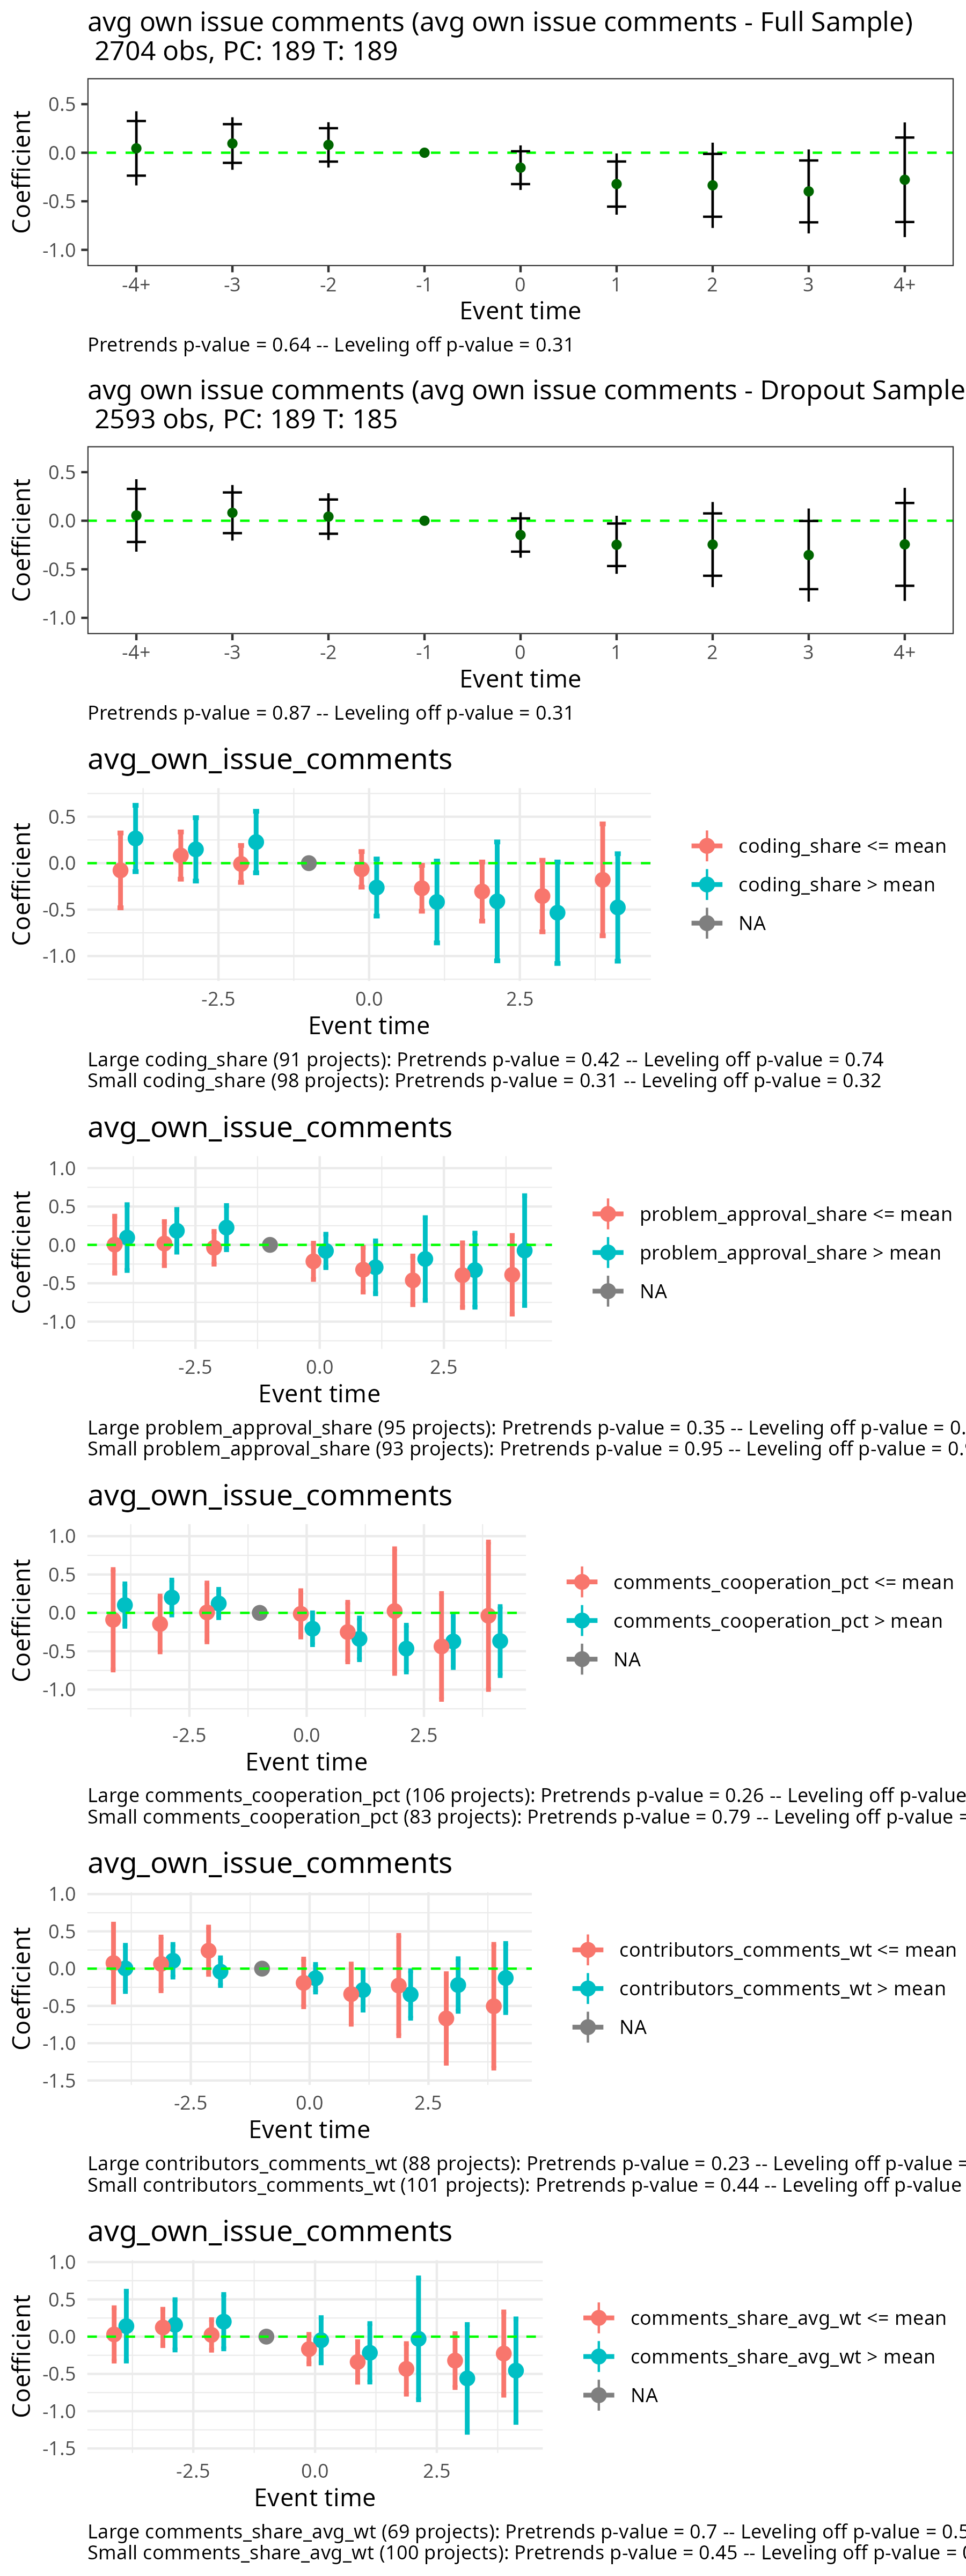 avg own issue comments (avg own issue comments - Full Sample)
2704 obs, PC: 189 T: 189
Coefficient
0.5
0.0
-0.5
-1.0
-4+ -3 -2 -1 0 1 2 3 4+
Event time
Pretrends p-value = 0.64 -- Leveling off p-value = 0.31
avg own issue comments (avg own issue comments - Dropout Sample
2593 obs, PC: 189 T: 185
Coefficient
0.5
0.0
-0.5
-1.0
-4+ -3 -2 -1 0 1 2 3 4+
Event time
Pretrends p-value = 0.87 -- Leveling off p-value = 0.31
avg_own_issue_comments
Coefficient
0.5
0.0
-0.5
-1.0
-2.5 0.0 2.5
Event time
coding_share <= mean
coding_share > mean
NA
Large coding_share (91 projects): Pretrends p-value = 0.42 -- Leveling off p-value = 0.74
Small coding_share (98 projects): Pretrends p-value = 0.31 -- Leveling off p-value = 0.32
avg_own_issue_comments
Coefficient
1.0
0.5
0.0
-0.5
-1.0
-2.5 0.0 2.5
Event time
problem_approval_share <= mean
problem_approval_share > mean
NA
Large problem_approval_share (95 projects): Pretrends p-value = 0.35 -- Leveling off p-value = 0.
Small problem_approval_share (93 projects): Pretrends p-value = 0.95 -- Leveling off p-value = 0.
avg_own_issue_comments
Coefficient
1.0
0.5
0.0
-0.5
-1.0
-2.5 0.0 2.5
Event time
comments_cooperation_pct <= mean
comments_cooperation_pct > mean
NA
Large comments_cooperation_pct (106 projects): Pretrends p-value = 0.26 -- Leveling off p-value
Small comments_cooperation_pct (83 projects): Pretrends p-value = 0.79 -- Leveling off p-value =
avg_own_issue_comments
Coefficient
1.0
0.5
0.0
-0.5
-1.0
-1.5
-2.5 0.0 2.5
Event time
contributors_comments_wt <= mean
contributors_comments_wt > mean
NA
Large contributors_comments_wt (88 projects): Pretrends p-value = 0.23 -- Leveling off p-value =
Small contributors_comments_wt (101 projects): Pretrends p-value = 0.44 -- Leveling off p-value
avg_own_issue_comments
Coefficient
1.0
0.5
0.0
-0.5
-1.0
-1.5
-2.5 0.0 2.5
Event time
comments_share_avg_wt <= mean
comments_share_avg_wt > mean
NA
Large comments_share_avg_wt (69 projects): Pretrends p-value = 0.7 -- Leveling off p-value = 0.5
Small comments_share_avg_wt (100 projects): Pretrends p-value = 0.45 -- Leveling off p-value =